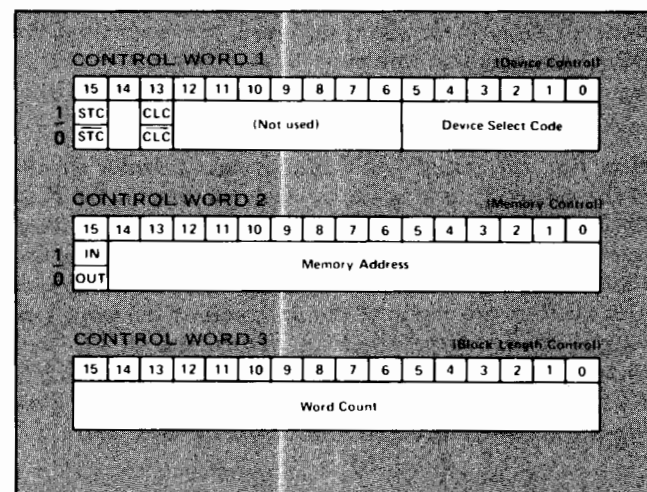 CONTROL WORD 1 (Device Control)
15 14 13 12 11 10 9 8 7 6 5 4 3 2 1 0
1 STC CLC (Not used) Device Select Code
0 S̅T̅C̅ C̅L̅C̅
CONTROL WORD 2 (Memory Control)
15 14 13 12 11 10 9 8 7 6 5 4 3 2 1 0
1 IN Memory Address
0 OUT
CONTROL WORD 3 (Block Length Control)
15 14 13 12 11 10 9 8 7 6 5 4 3 2 1 0
Word Count